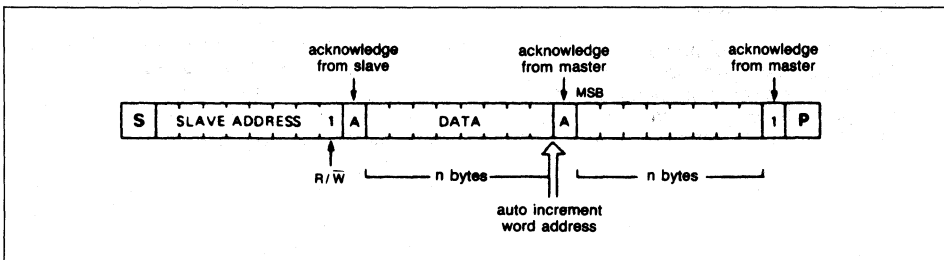 acknowledge from slave
acknowledge from master
acknowledge from master
MSB
S SLAVE ADDRESS 1 A DATA A 1 P
R/W̅
n bytes
n bytes
auto increment
word address